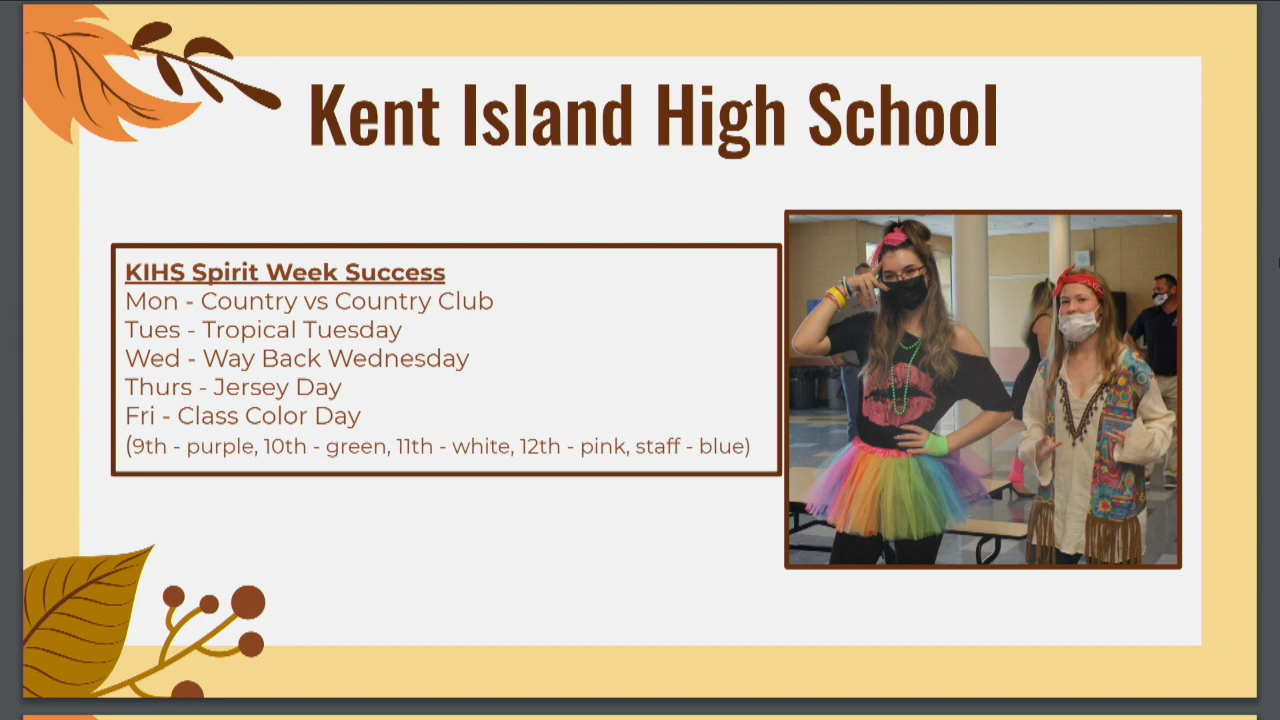 Kent Island High School
KIHS Spirit Week Success
Mon - Country vs Country Club
Tues - Tropical Tuesday
Wed - Way Back Wednesday
Thurs - Jersey Day
Fri - Class Color Day
(9th - purple, 10th - green, 11th - white, 12th - pink, staff - blue)